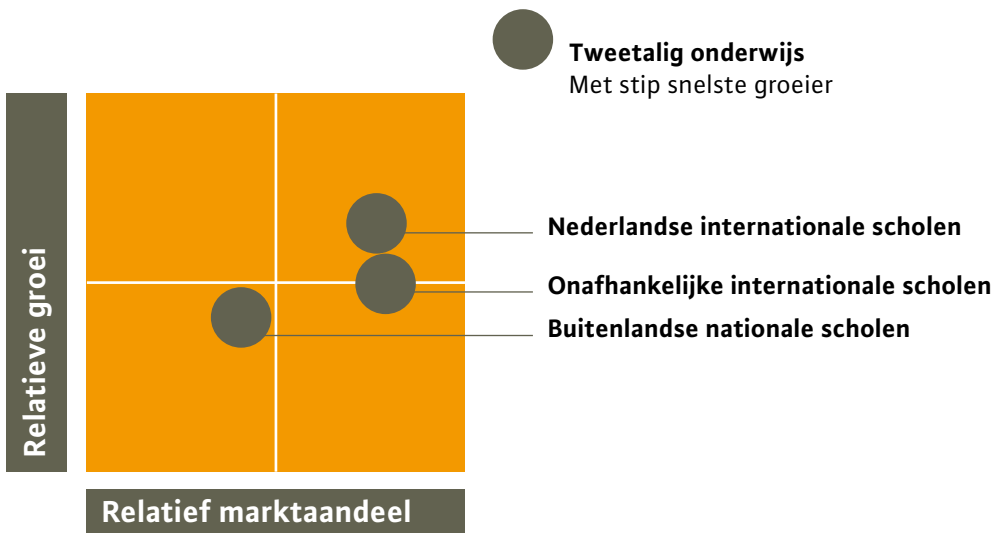 Tweetalig onderwijs
Met stip snelste groeier
Nederlandse internationale scholen
Onafhankelijke internationale scholen
Buitenlandse nationale scholen
Relatieve groei
Relatief marktaandeel